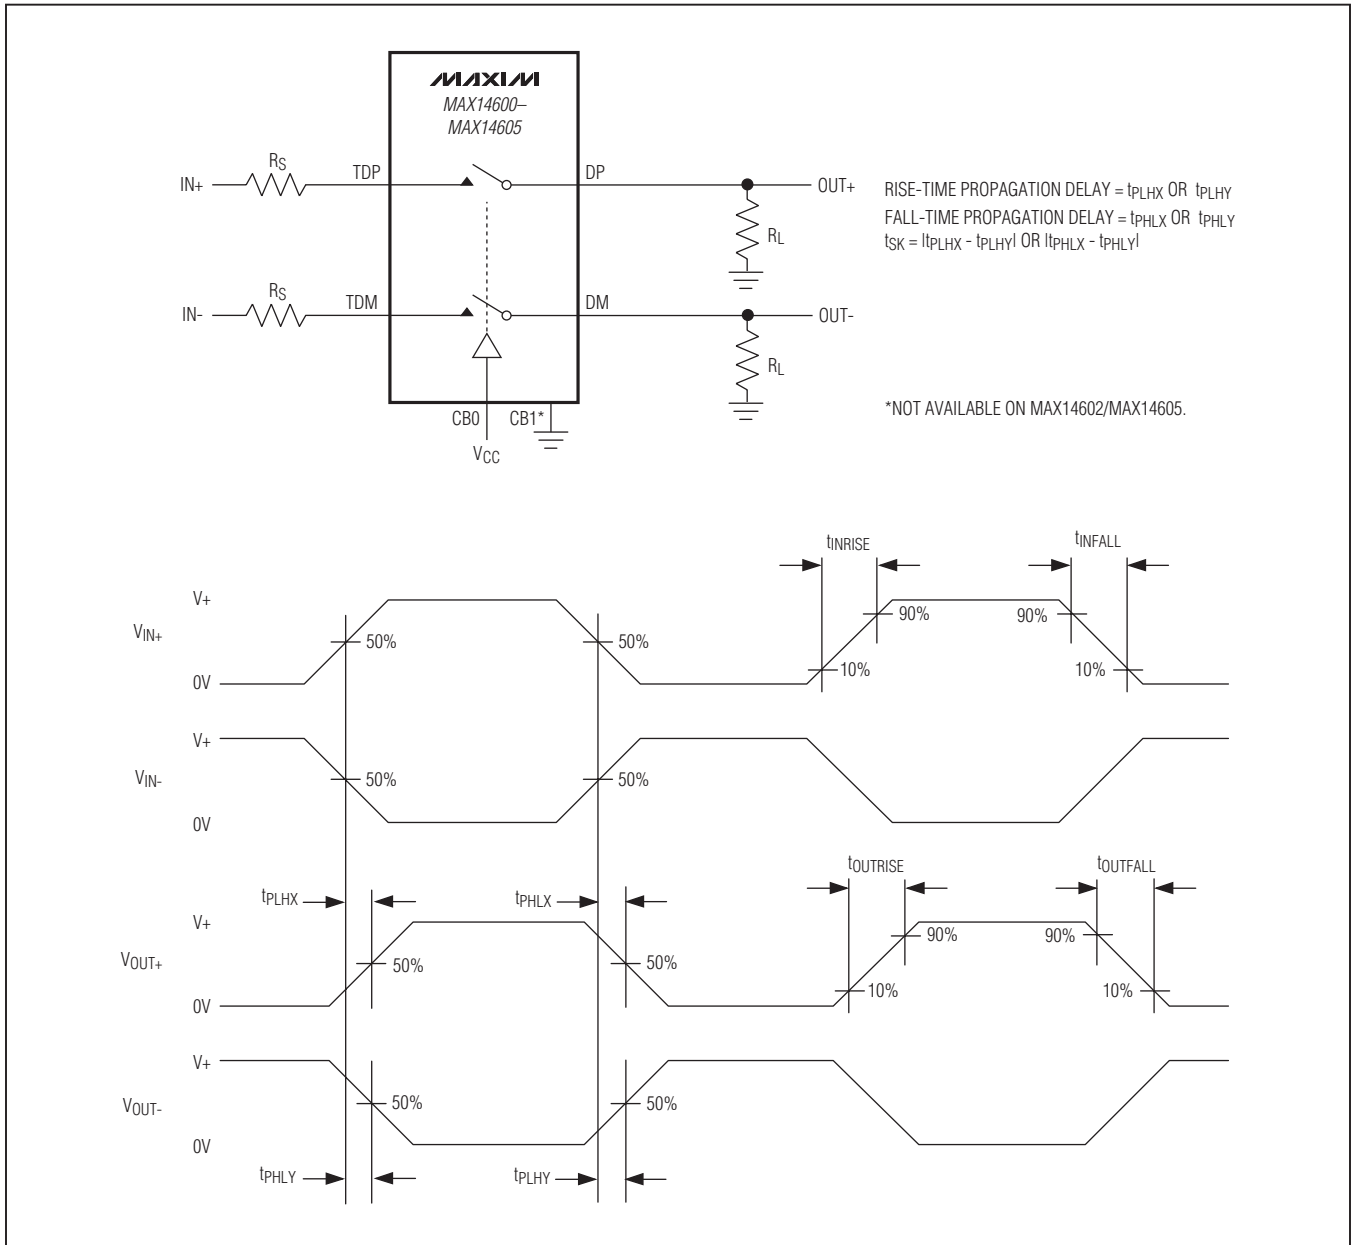 MAXIM
MAX14600–
MAX14605
IN+
RS
TDP
DP
OUT+
RL
IN-
RS
TDM
DM
OUT-
RL
CB0
CB1*
VCC
RISE-TIME PROPAGATION DELAY = tPLHX OR tPLHY
FALL-TIME PROPAGATION DELAY = tPHLX OR tPHLY
tSK = |tPLHX - tPLHY| OR |tPHLX - tPHLY|
*NOT AVAILABLE ON MAX14602/MAX14605.
tINRISE
tINFALL
V+
VIN+
0V
50%
50%
90%
10%
90%
10%
V+
VIN-
0V
50%
50%
tOUTRISE
tOUTFALL
tPLHX
tPHLX
V+
VOUT+
0V
50%
50%
90%
10%
90%
10%
V+
VOUT-
0V
50%
50%
tPHLY
tPLHY